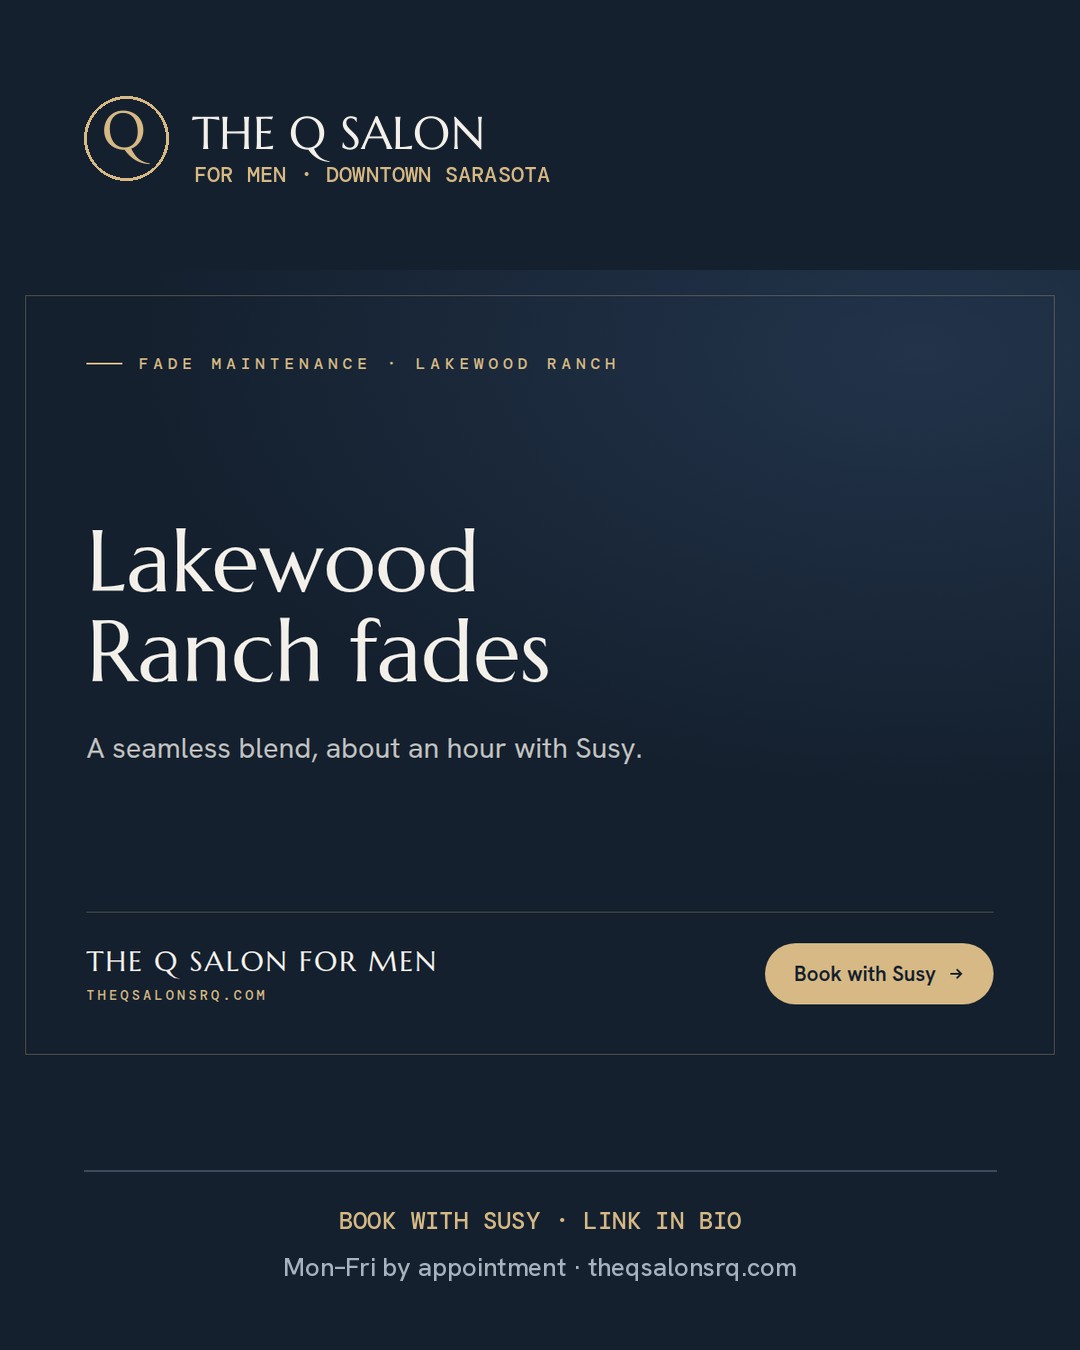 Q
THE Q SALON
FOR MEN · DOWNTOWN SARASOTA
FADE MAINTENANCE · LAKEWOOD RANCH
Lakewood
Ranch fades
A seamless blend, about an hour with Susy.
THE Q SALON FOR MEN
THEQSALONSRQ.COM
Book with Susy →
BOOK WITH SUSY · LINK IN BIO
Mon–Fri by appointment · theqsalonsrq.com